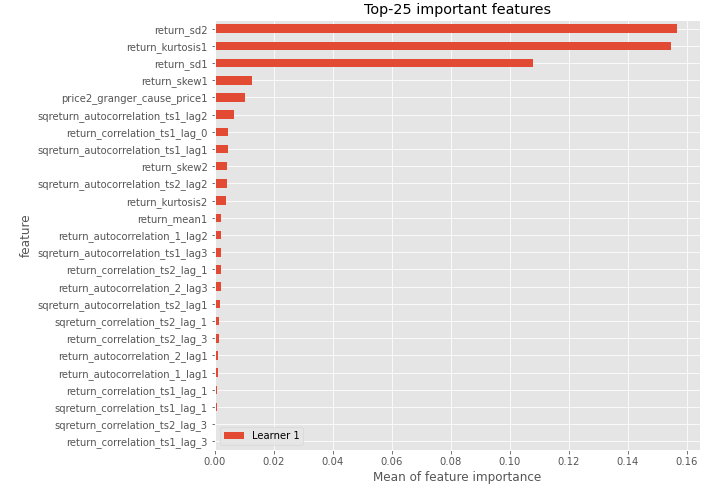 Top-25 important features
return_sd2
return_kurtosis1
return_sd1
return_skew1
price2_granger_cause_price1
sqreturn_autocorrelation_ts1_lag2
return_correlation_ts1_lag_0
sqreturn_autocorrelation_ts1_lag1
return_skew2
sqreturn_autocorrelation_ts2_lag2
return_kurtosis2
return_mean1
return_autocorrelation_1_lag2
sqreturn_autocorrelation_ts1_lag3
return_correlation_ts2_lag_1
return_autocorrelation_2_lag3
sqreturn_autocorrelation_ts2_lag1
sqreturn_correlation_ts2_lag_1
return_correlation_ts2_lag_3
return_autocorrelation_2_lag1
return_autocorrelation_1_lag1
return_correlation_ts1_lag_1
sqreturn_correlation_ts1_lag_1
sqreturn_correlation_ts2_lag_3
return_correlation_ts1_lag_3
feature
Learner 1
0.00 0.02 0.04 0.06 0.08 0.10 0.12 0.14 0.16
Mean of feature importance